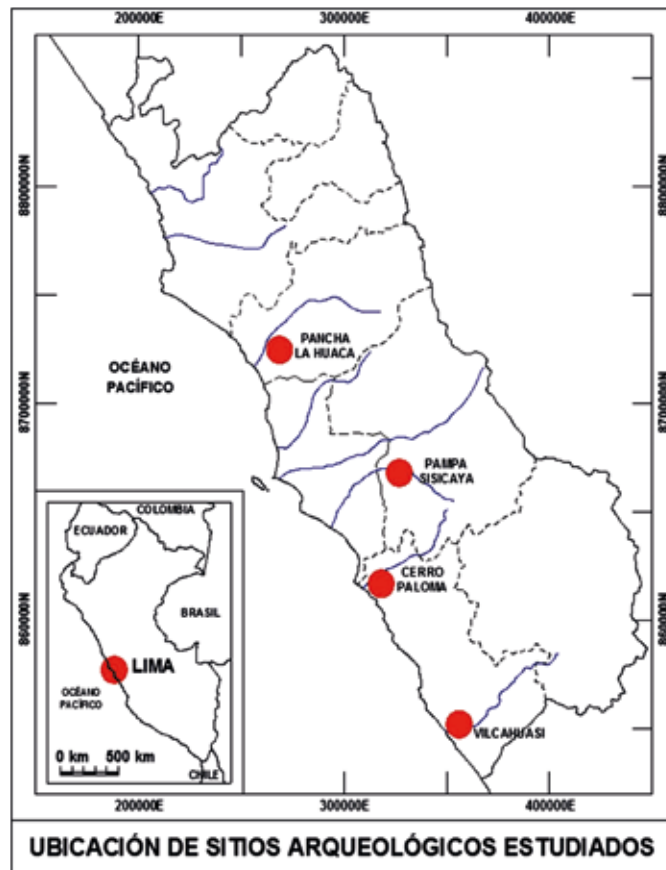 200000E
300000E
400000E
8800000N
8800000N
PANCHA
LA HUACA
OCÉANO
PACÍFICO
8700000N
8700000N
PAMPA
SISICAYA
CERRO
PALOMA
8600000N
8600000N
VILCAHUASI
COLOMBIA
ECUADOR
BRASIL
LIMA
OCÉANO
PACÍFICO
0 km 500 km
CHILE
200000E
300000E
400000E
UBICACIÓN DE SITIOS ARQUEOLÓGICOS ESTUDIADOS